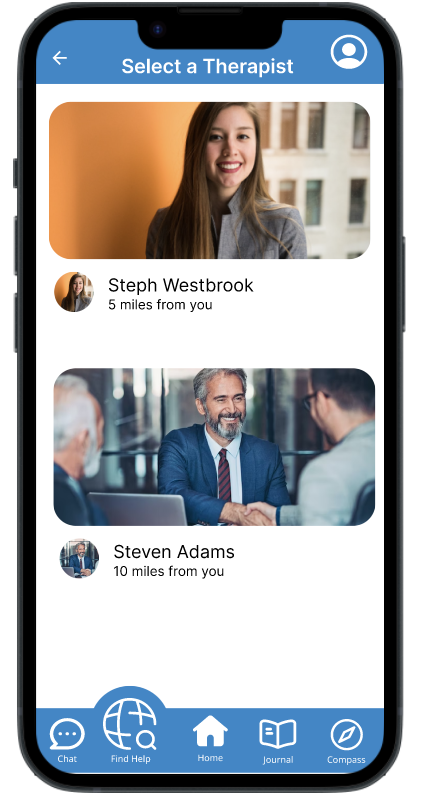 Select a Therapist
Steph Westbrook
5 miles from you
Steven Adams
10 miles from you
Chat
Find Help
Home
Journal
Compass